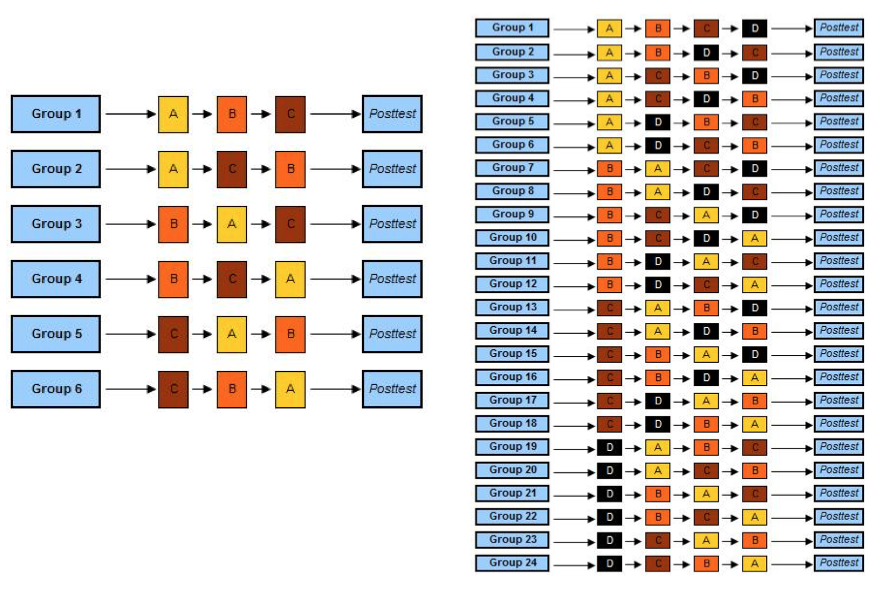 Group 1 A B C Posttest
Group 2 A C B Posttest
Group 3 B A C Posttest
Group 4 B C A Posttest
Group 5 C A B Posttest
Group 6 C B A Posttest
Group 1 A B C D Posttest
Group 2 A B D C Posttest
Group 3 A C B D Posttest
Group 4 A C D B Posttest
Group 5 A D B C Posttest
Group 6 A D C B Posttest
Group 7 B A C D Posttest
Group 8 B A D C Posttest
Group 9 B C A D Posttest
Group 10 B C D A Posttest
Group 11 B D A C Posttest
Group 12 B D C A Posttest
Group 13 C A B D Posttest
Group 14 C A D B Posttest
Group 15 C B A D Posttest
Group 16 C B D A Posttest
Group 17 C D A B Posttest
Group 18 C D B A Posttest
Group 19 D A B C Posttest
Group 20 D A C B Posttest
Group 21 D B A C Posttest
Group 22 D B C A Posttest
Group 23 D C A B Posttest
Group 24 D C B A Posttest